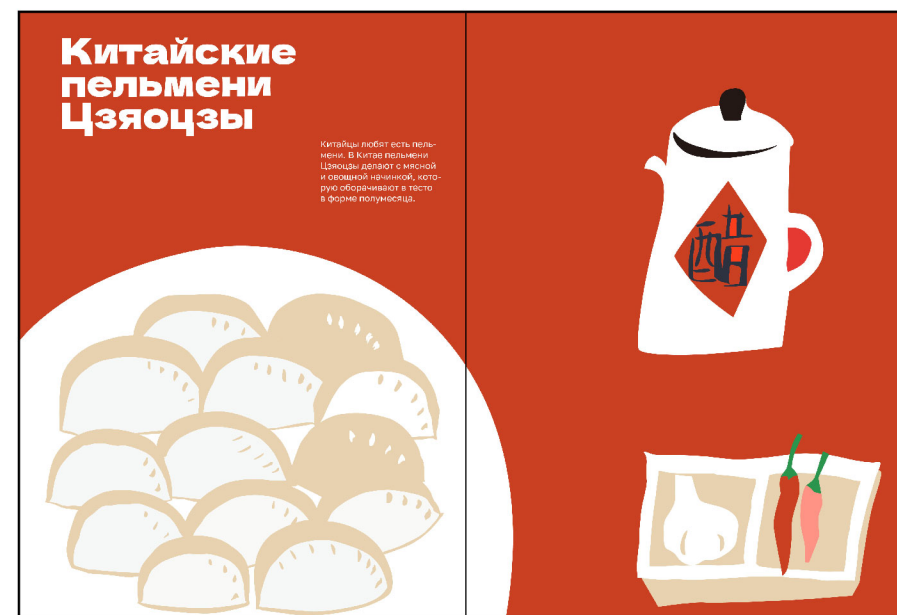 Китайские
пельмени
Цзяоцзы
Китайцы любят есть пель-
мени. В Китае пельмени
Цзяоцзы делают с мясной
и овощной начинкой, кото-
рую оборачивают в тесто
в форме полумесяца.
醋